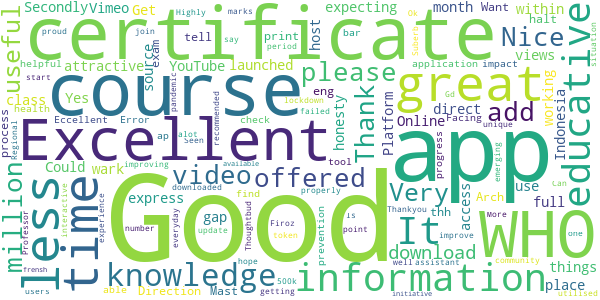 SecondlyVimeo
certificate
Get
expecting
month
Want
within
host
halt
Highly
marks
join
say
period
bar
impact
Ok
Suberb
situation
Gd
proud
tell
print
source
Exam
helpful
attractive
YouTube
launched
Nice
views
application
useful
Yes
class
start
health
course
please
great
educative
Indonesia
working
pandemic
lockdown
failed
eng
Facing
unique
Eccellent
Error
ap
alot
Seen
recommended
check
Thank
honesty
Online
Platform
add
direct
process
Regional
Excellent
app
million
less
time
Could
wark
improving
available
tool
progress
emerging
Can
video
offered
Very
It
access
use
Arch
full
Professor
interactive
experience
express
gap
downloaded
everyday
find
properly
prevention
thh
WHO
one
Good
knowledge
number
update
Firoz
Thoughtbud
token
point
is
download
Thankyou
improve
More
things
place
information
frensh
users
able
Direction
Mast
hope
getting
500k
well
assistant
initiative
community
utilised